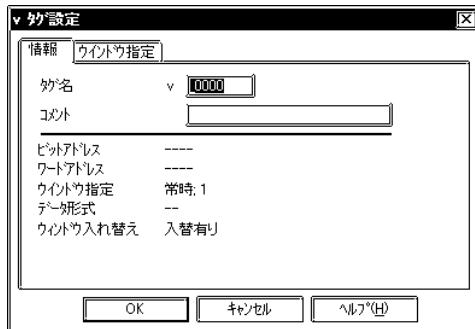 v ﾀｸﾞ設定
情報 ｳｲﾝﾄﾞｳ指定
ﾀｸﾞ名 v 0000
ｺﾒﾝﾄ
ﾋﾞｯﾄｱﾄﾞﾚｽ ----
ﾜｰﾄﾞｱﾄﾞﾚｽ ----
ｳｲﾝﾄﾞｳ指定 常時; 1
ﾃﾞｰﾀ形式 --
ｳｨﾝﾄﾞｳ入れ替え 入替有り
OK ｷｬﾝｾﾙ ﾍﾙﾌﾟ(H)